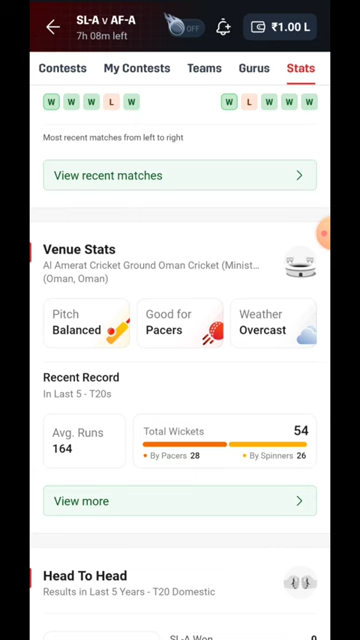 SL-A v AF-A
7h 08m left
OFF
₹1.00 L
Contests
My Contests
Teams
Gurus
Stats
W W W L W
W L W W W
Most recent matches from left to right
View recent matches
Venue Stats
Al Amerat Cricket Ground Oman Cricket (Minist...
(Oman, Oman)
Pitch
Balanced
Good for
Pacers
Weather
Overcast
Recent Record
In Last 5 - T20s
Avg. Runs
164
Total Wickets 54
By Pacers 28
By Spinners 26
View more
Head To Head
Results in Last 5 Years - T20 Domestic
SL-A Won 0